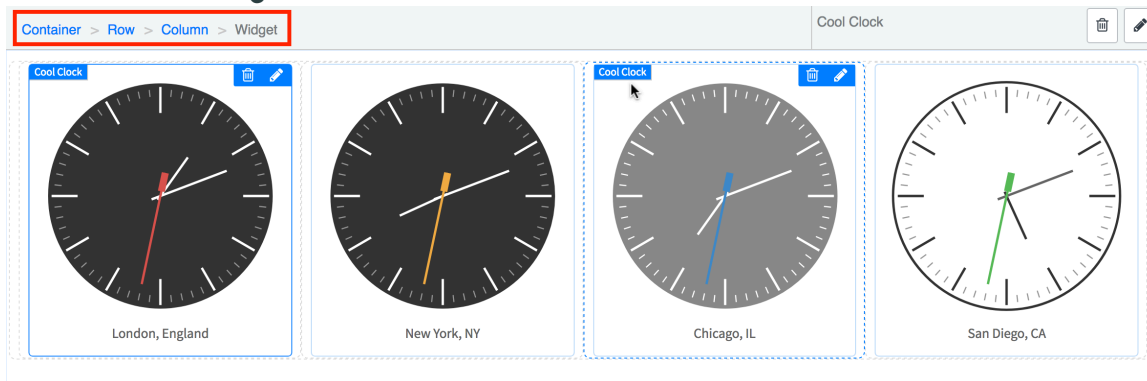 Container > Row > Column > Widget
Cool Clock
Cool Clock
Cool Clock
London, England
New York, NY
Chicago, IL
San Diego, CA